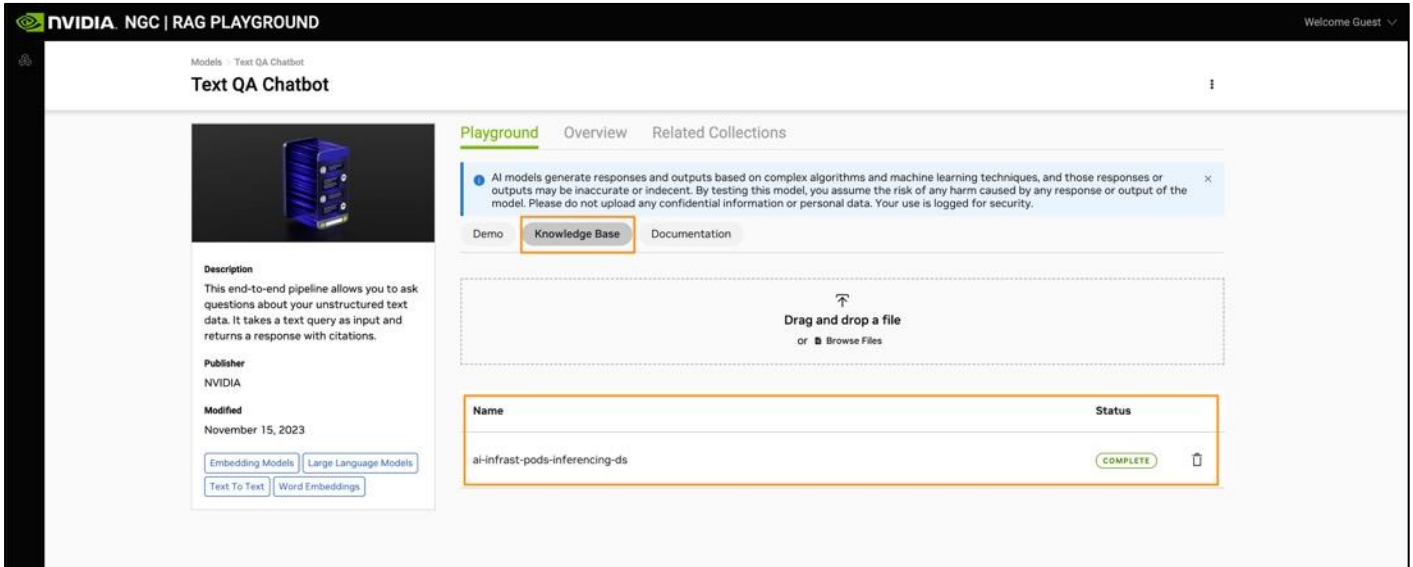 NVIDIA. NGC | RAG PLAYGROUND
Welcome Guest
Models > Text QA Chatbot
Text QA Chatbot
Description
This end-to-end pipeline allows you to ask
questions about your unstructured text
data. It takes a text query as input and
returns a response with citations.
Publisher
NVIDIA
Modified
November 15, 2023
Embedding Models Large Language Models
Text To Text Word Embeddings
Playground Overview Related Collections
AI models generate responses and outputs based on complex algorithms and machine learning techniques, and those responses or
outputs may be inaccurate or indecent. By testing this model, you assume the risk of any harm caused by any response or output of the
model. Please do not upload any confidential information or personal data. Your use is logged for security.
Demo Knowledge Base Documentation
Drag and drop a file
or Browse Files
Name Status
ai-infrast-pods-inferencing-ds COMPLETE